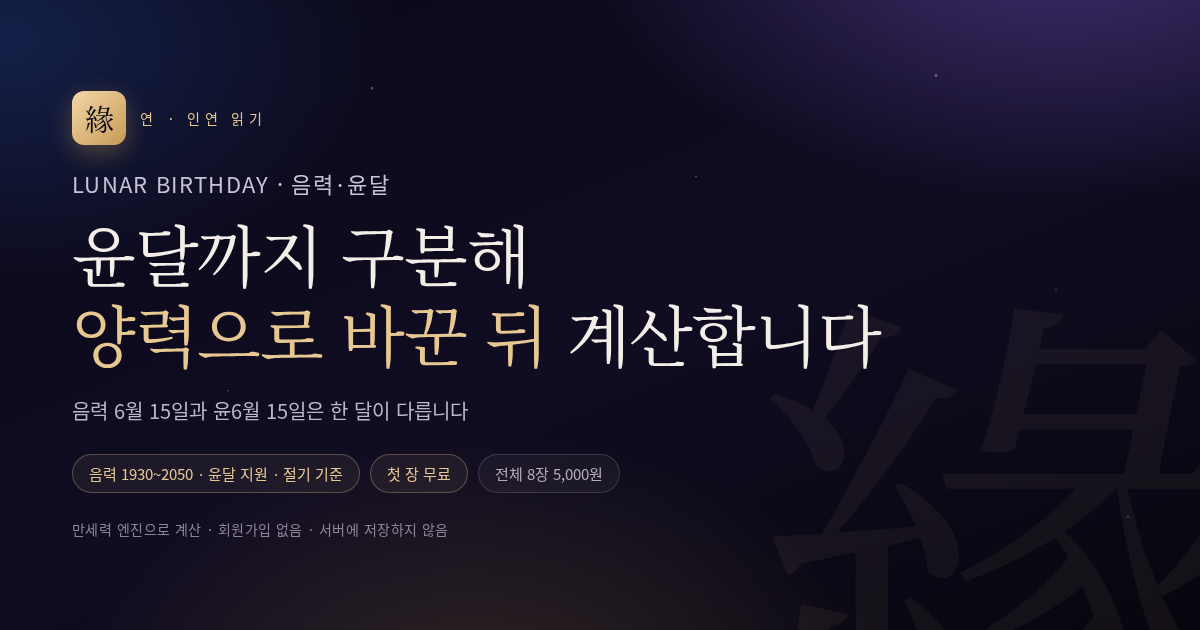 緣 연 · 인연 읽기
LUNAR BIRTHDAY · 음력·윤달
윤달까지 구분해
양력으로 바꾼 뒤 계산합니다
음력 6월 15일과 윤6월 15일은 한 달이 다릅니다
음력 1930~2050 · 윤달 지원 · 절기 기준 첫 장 무료 전체 8장 5,000원
만세력 엔진으로 계산 · 회원가입 없음 · 서버에 저장하지 않음
緣